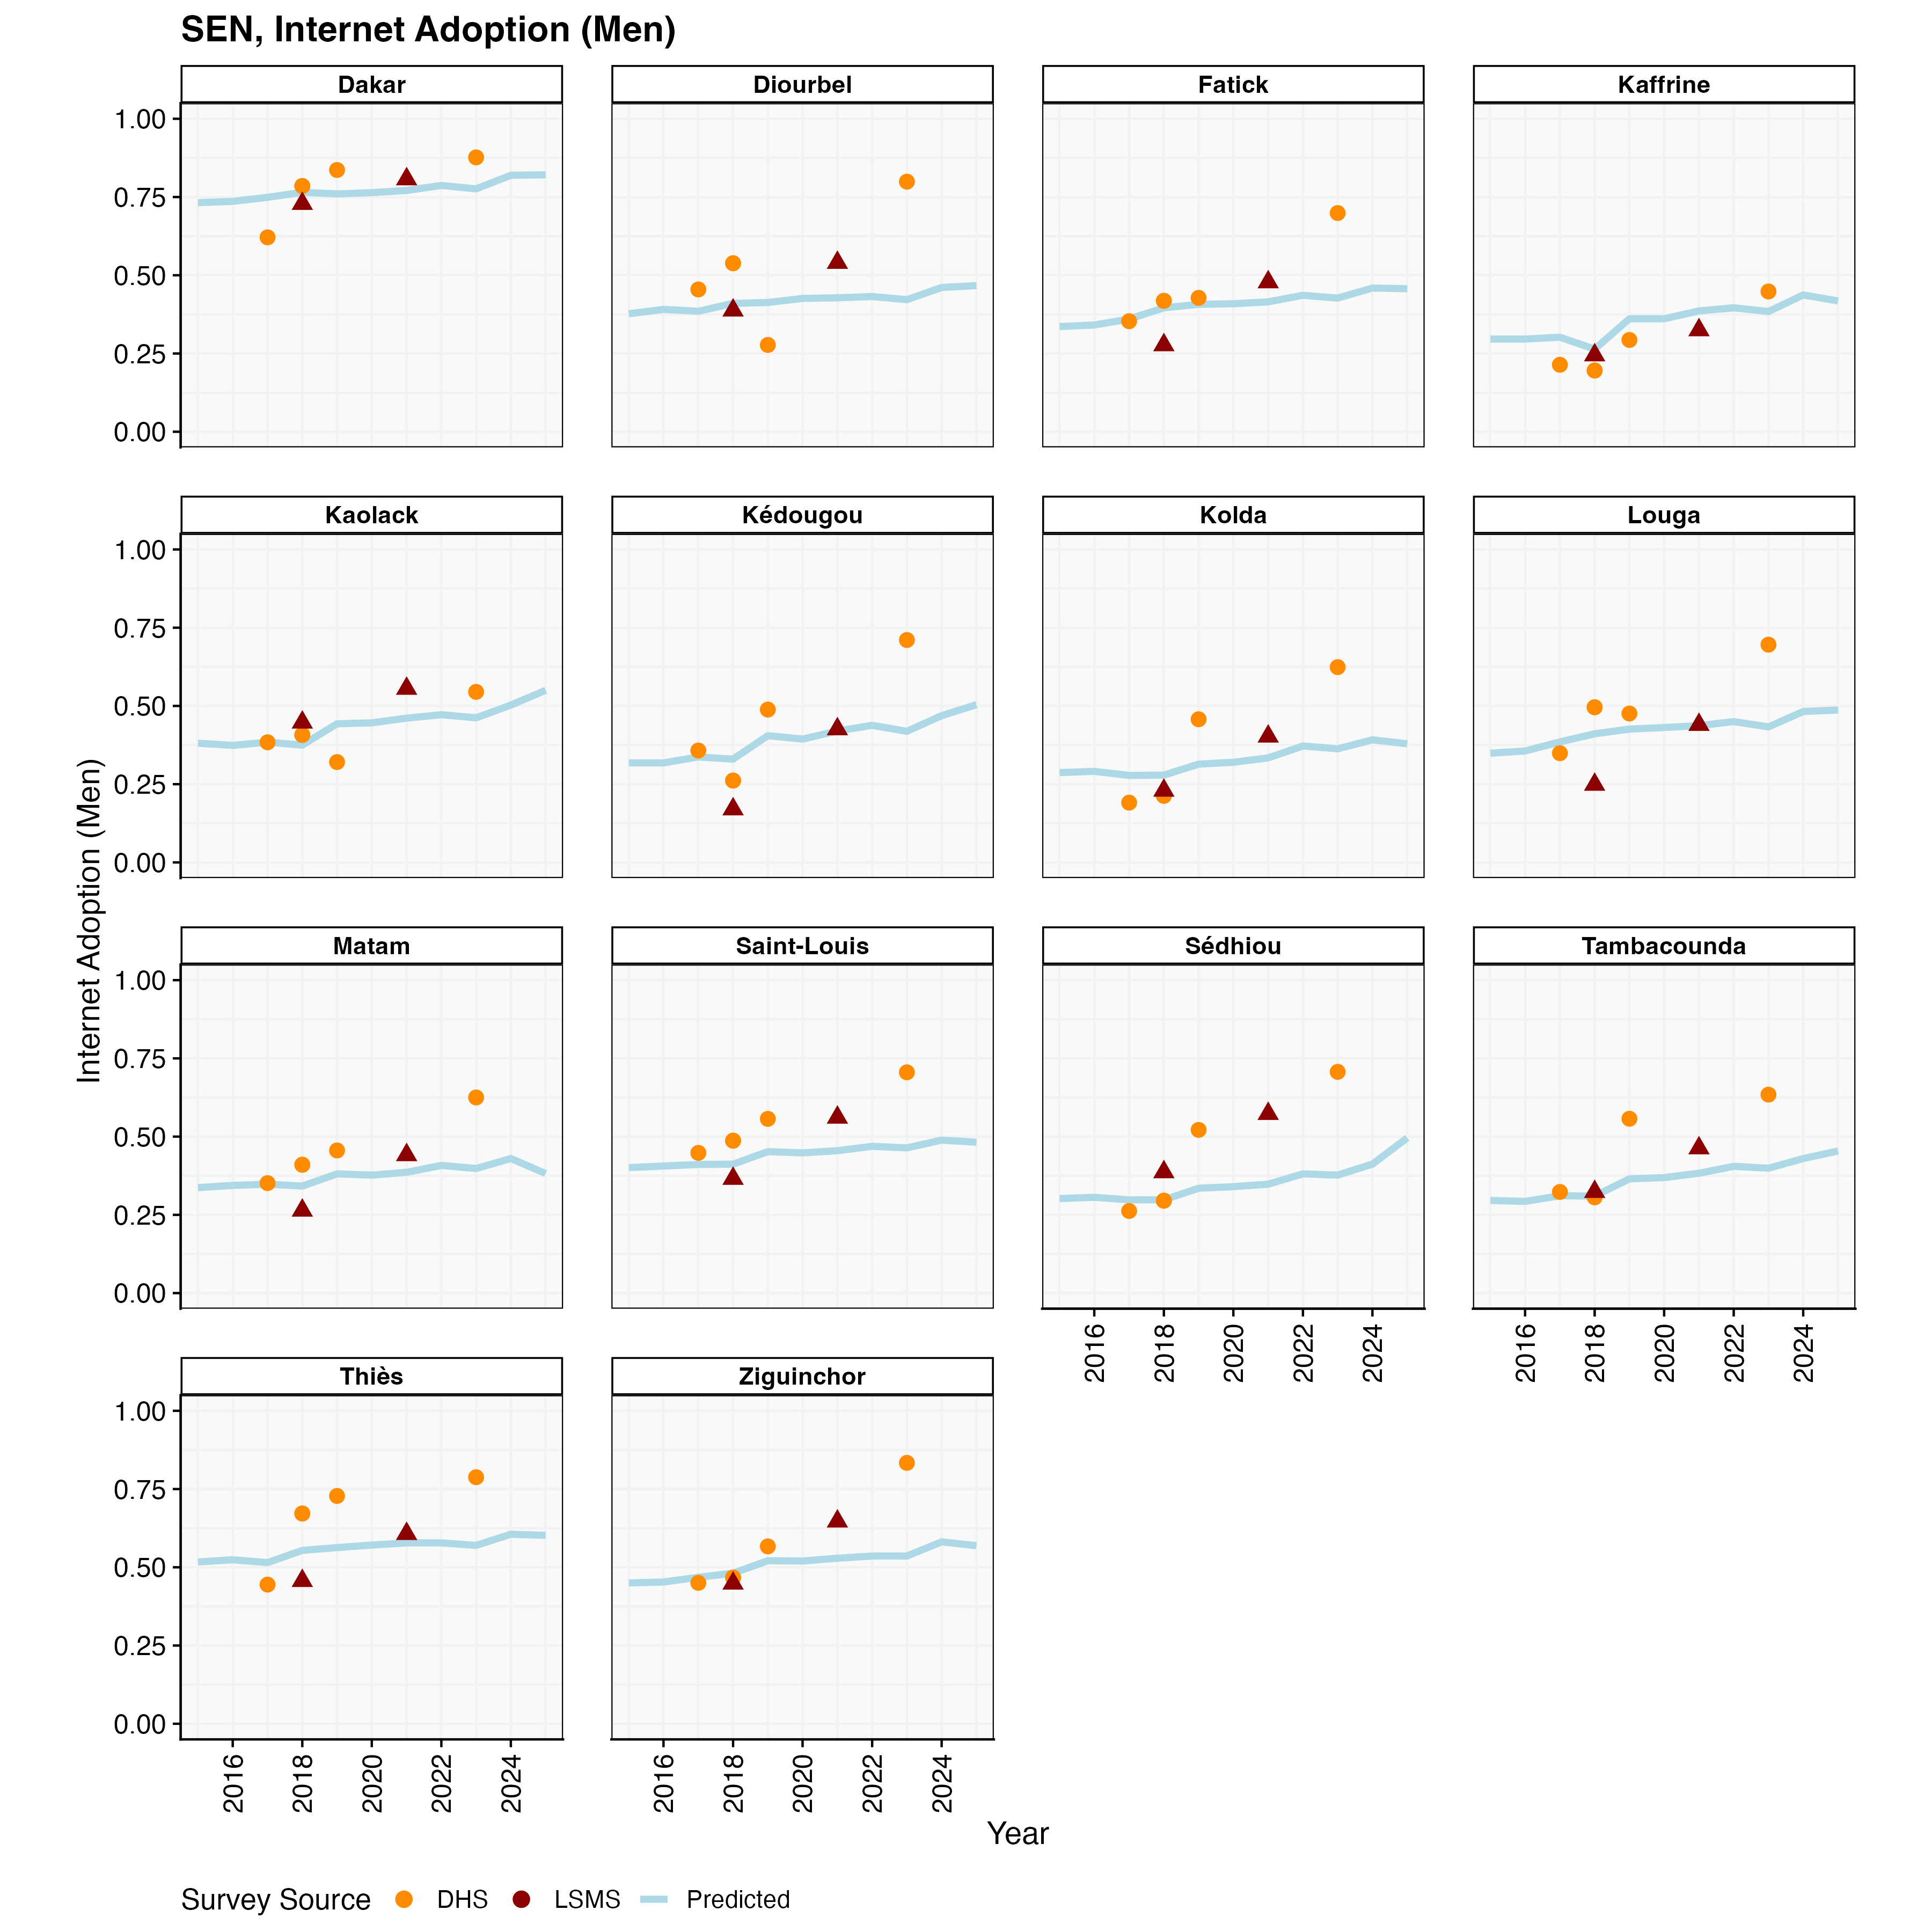 SEN, Internet Adoption (Men)
Dakar
Diourbel
Fatick
Kaffrine
1.00
0.75
0.50
0.25
0.00
Kaolack
Kédougou
Kolda
Louga
1.00
0.75
0.50
0.25
0.00
Internet Adoption (Men)
Matam
Saint-Louis
Sédhiou
Tambacounda
1.00
0.75
0.50
0.25
0.00
2016 2018 2020 2022 2024
2016 2018 2020 2022 2024
Thiès
Ziguinchor
1.00
0.75
0.50
0.25
0.00
2016 2018 2020 2022 2024
2016 2018 2020 2022 2024
Year
Survey Source DHS LSMS Predicted